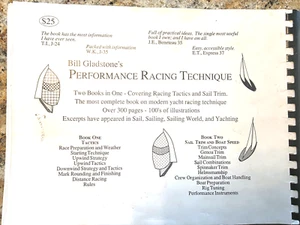 $25
The book has the most information
I have ever seen.
T.J., J-24
Packed with information
W.K., J-35
Full of practical ideas. The single most useful
book I own; and I have em all.
J.R., Beneteau 35
Easy, accessible style.
E.T., Express 37
Bill Gladstone's
PERFORMANCE RACING TECHNIQUE
Two Books in One - Covering Racing Tactics and Sail Trim.
The most complete book on modern yacht racing technique
Over 300 pages - 100's of illustrations
Excerpts have appeared in Sail, Sailing World, and Yachting
BOOK ONE
TACTICS
Race Preparation and Weather
Starting Technique
Upwind Strategy
Upwind Tactics
Downwind Strategy and Tactics
Mark Rounding and Finishing
Distance Racing
Rules
BOOK TWO
SAIL TRIM AND BOAT SPEED
Trim Concepts
Genoa Trim
Mainsail Trim
Sail Combinations
Spinnaker Trim
Helmsmanship
Crew Organization and Boat Handling
Boat Preparation
Rig Tuning
Performance Instruments